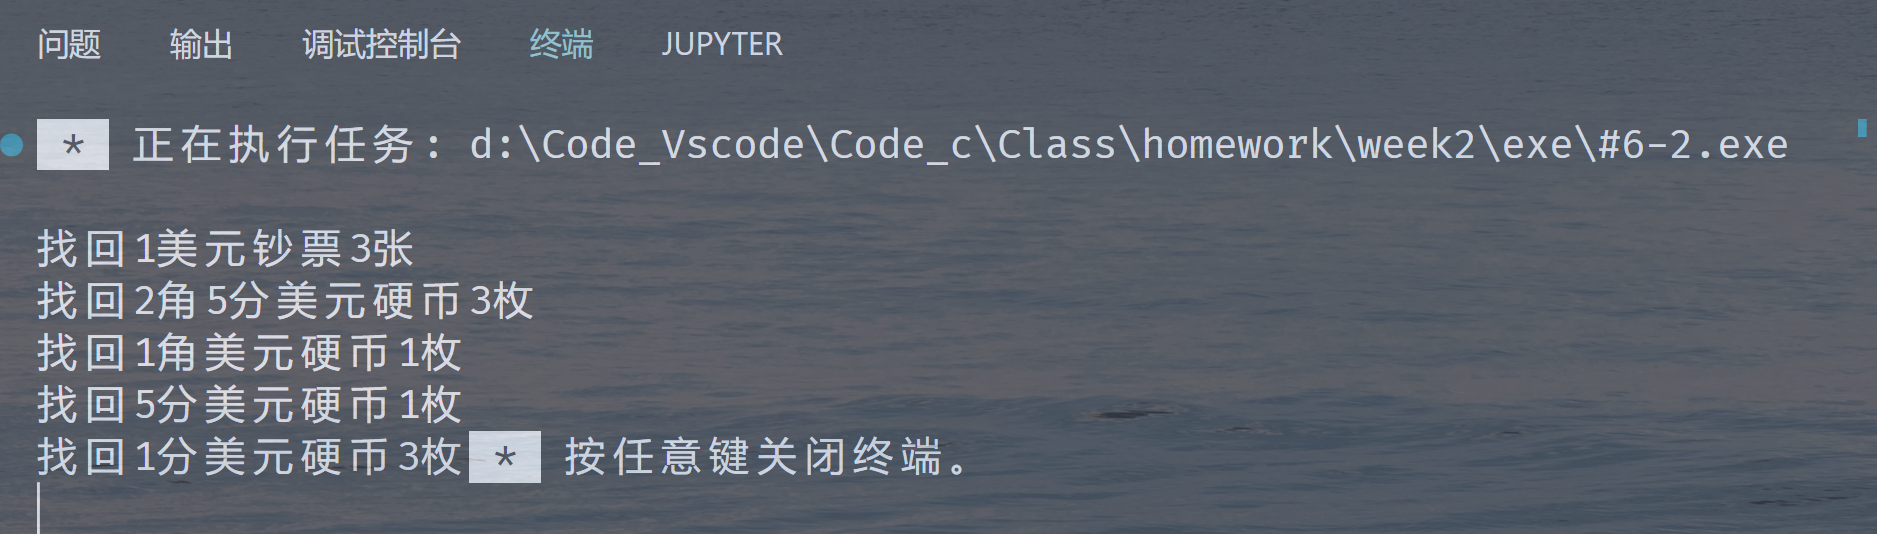 问题 输出 调试控制台 终端 JUPYTER
* 正在执行任务: d:\Code_Vscode\Code_c\Class\homework\week2\exe\#6-2.exe
找回1美元钞票3张
找回2角5分美元硬币3枚
找回1角美元硬币1枚
找回5分美元硬币1枚
找回1分美元硬币3枚 * 按任意键关闭终端。